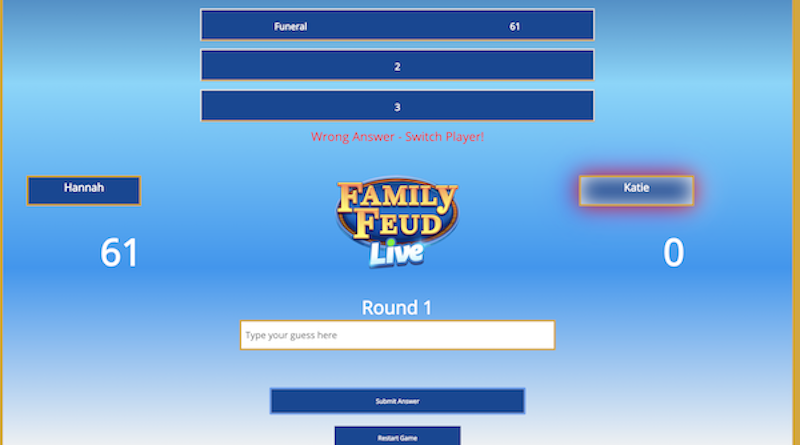 Funeral 61
2
3
Wrong Answer - Switch Player!
Hannah
Katie
FAMILY
FEUD
Live
61
0
Round 1
Type your guess here
Submit Answer
Restart Game